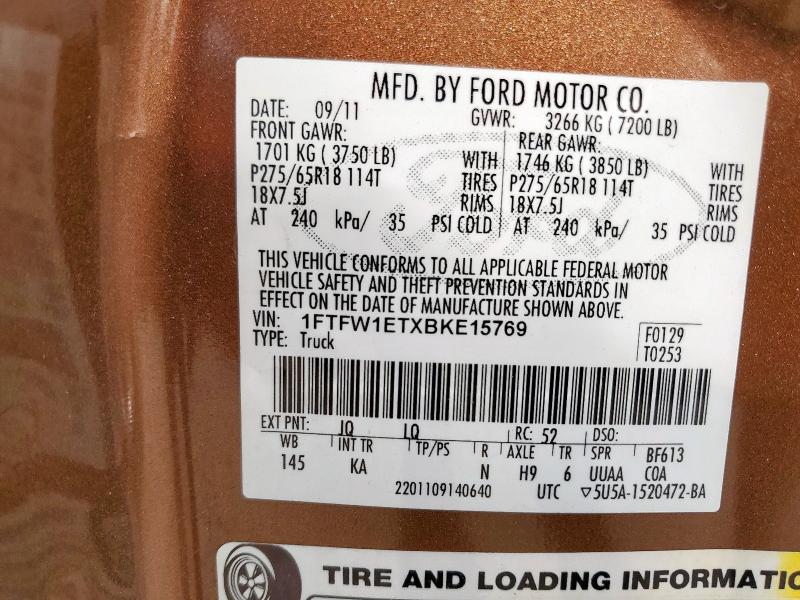 MFD. BY FORD MOTOR CO.
DATE: 09/11 GVWR: 3266 KG ( 7200 LB)
FRONT GAWR: REAR GAWR:
1701 KG ( 3750 LB) WITH 1746 KG ( 3850 LB) WITH
P275/65R18 114T TIRES P275/65R18 114T TIRES
18X7.5J RIMS 18X7.5J RIMS
AT 240 kPa/ 35 PSI COLD AT 240 kPa/ 35 PSI COLD
Ford
THIS VEHICLE CONFORMS TO ALL APPLICABLE FEDERAL MOTOR
VEHICLE SAFETY AND THEFT PREVENTION STANDARDS IN
EFFECT ON THE DATE OF MANUFACTURE SHOWN ABOVE.
VIN: 1FTFW1ETXBKE15769 F0129
TYPE: Truck T0253
EXT PNT: JQ LQ RC: 52 DSO:
WB INT TR TP/PS R AXLE TR SPR BF613
145 KA N H9 6 UUAA COA
2201109140640 UTC ▽5U5A-1520472-BA
TIRE AND LOADING INFORMATIO